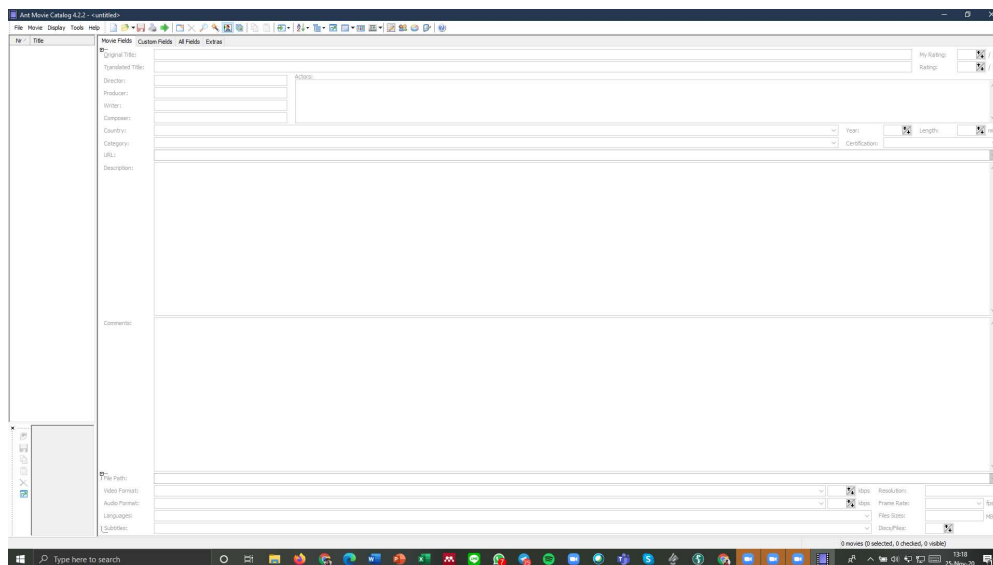 Ant Movie Catalog 4.2.2 - <untitled>
File Movie Display Tools Help
Nr Title
Movie Fields Custom Fields All Fields Extras
Original Title: My Rating: /
Translated Title: Rating: /
Director: Actors:
Producer:
Writer:
Composer:
Country: Year: Length:
Category: Certification:
URL:
Description:
Comments:
File Path:
Video Format: kbps Resolution:
Audio Format: kbps Frame Rate:
Languages: Files Sizes:
Subtitles: Discs/Files:
0 movies (0 selected, 0 checked, 0 visible)
Type here to search
13:18
25-Nov-20